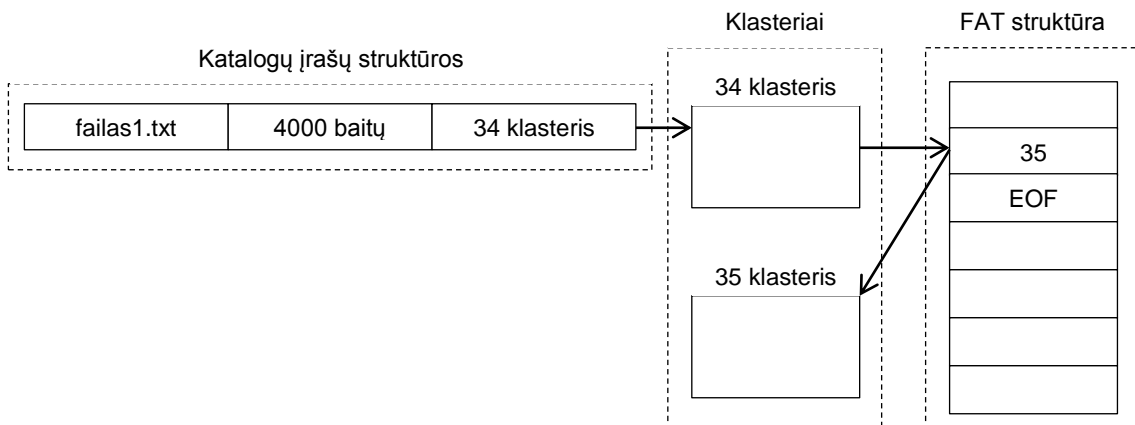 Klasteriai
FAT struktūra
Katalogų įrašų struktūros
failas1.txt
4000 baitų
34 klasteris
34 klasteris
35
EOF
35 klasteris